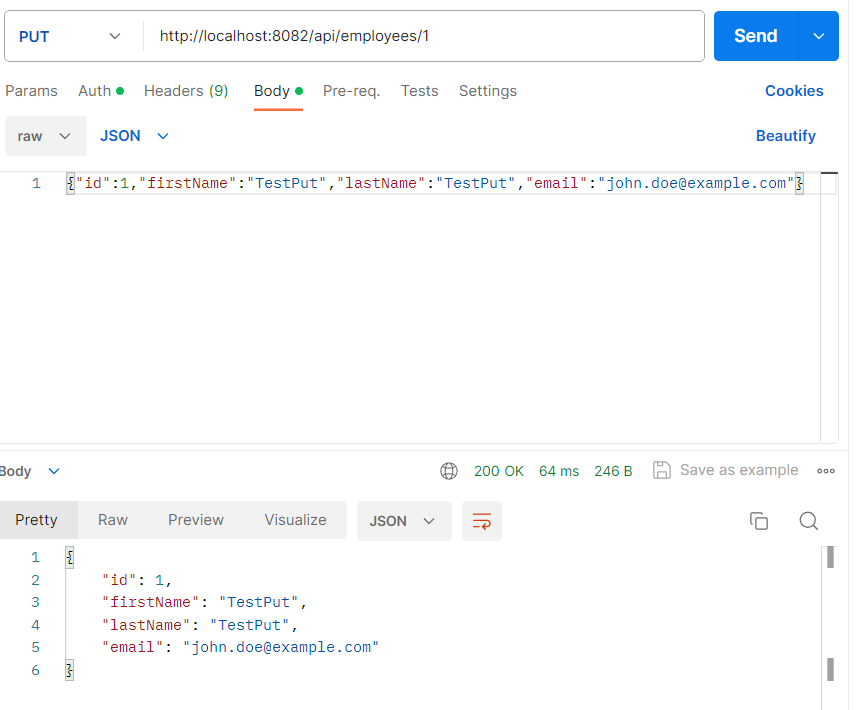 PUT http://localhost:8082/api/employees/1 Send
Params Auth Headers (9) Body Pre-req. Tests Settings Cookies
raw JSON Beautify
1 {"id":1,"firstName":"TestPut","lastName":"TestPut","email":"john.doe@example.com"}
Body 200 OK 64 ms 246 B Save as example
Pretty Raw Preview Visualize JSON
1 {
2 "id": 1,
3 "firstName": "TestPut",
4 "lastName": "TestPut",
5 "email": "john.doe@example.com"
6 }